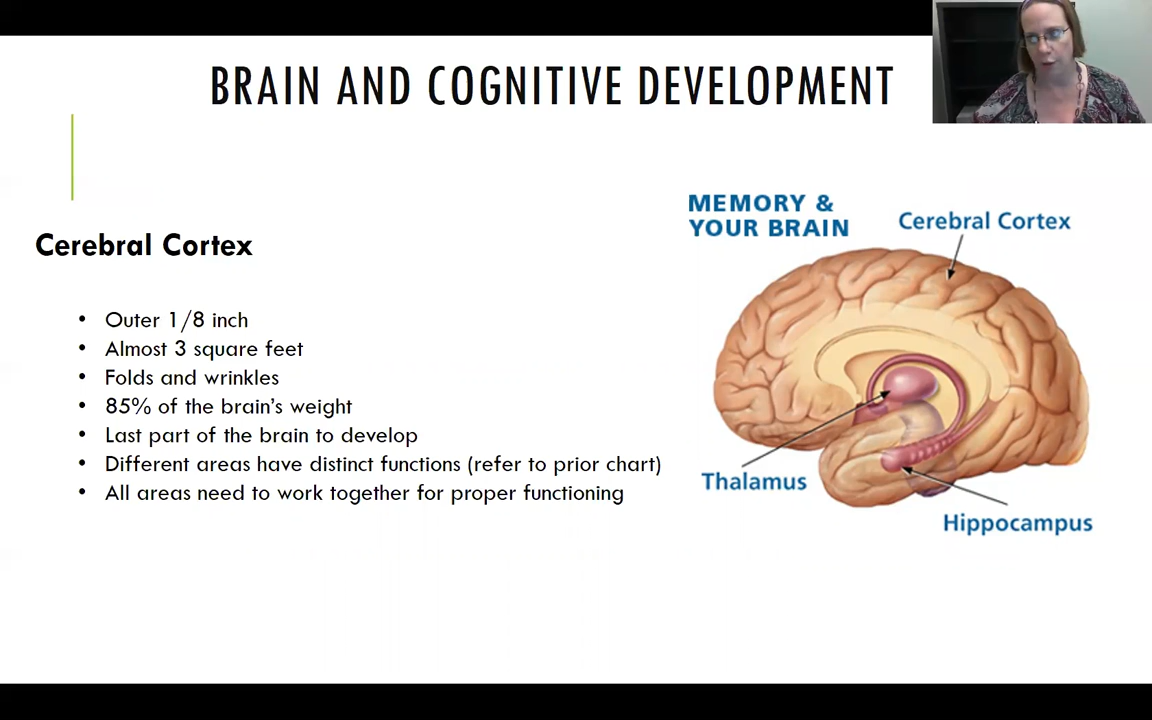 BRAIN AND COGNITIVE DEVELOPMENT
Cerebral Cortex
• Outer 1/8 inch
• Almost 3 square feet
• Folds and wrinkles
• 85% of the brain's weight
• Last part of the brain to develop
• Different areas have distinct functions (refer to prior chart)
• All areas need to work together for proper functioning
MEMORY &
YOUR BRAIN
Cerebral Cortex
Thalamus
Hippocampus